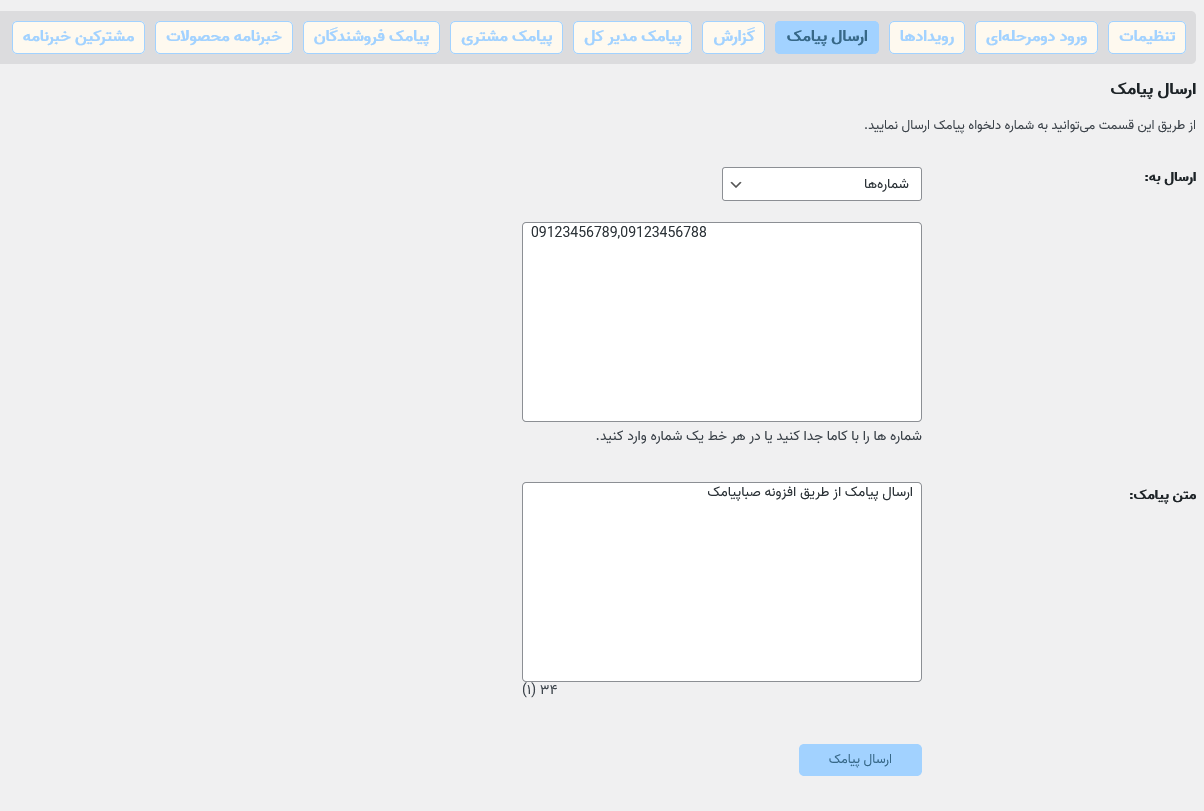 تنظیمات
ورود دومرحله‌ای
رویدادها
ارسال پیامک
گزارش
پیامک مدیر کل
پیامک مشتری
پیامک فروشندگان
خبرنامه محصولات
مشترکین خبرنامه
ارسال پیامک
از طریق این قسمت می‌توانید به شماره دلخواه پیامک ارسال نمایید.
ارسال به:
شماره‌ها
09123456789,09123456788
شماره ها را با کاما جدا کنید یا در هر خط یک شماره وارد کنید.
متن پیامک:
ارسال پیامک از طریق افزونه صباپیامک
۳۴ (۱)
ارسال پیامک